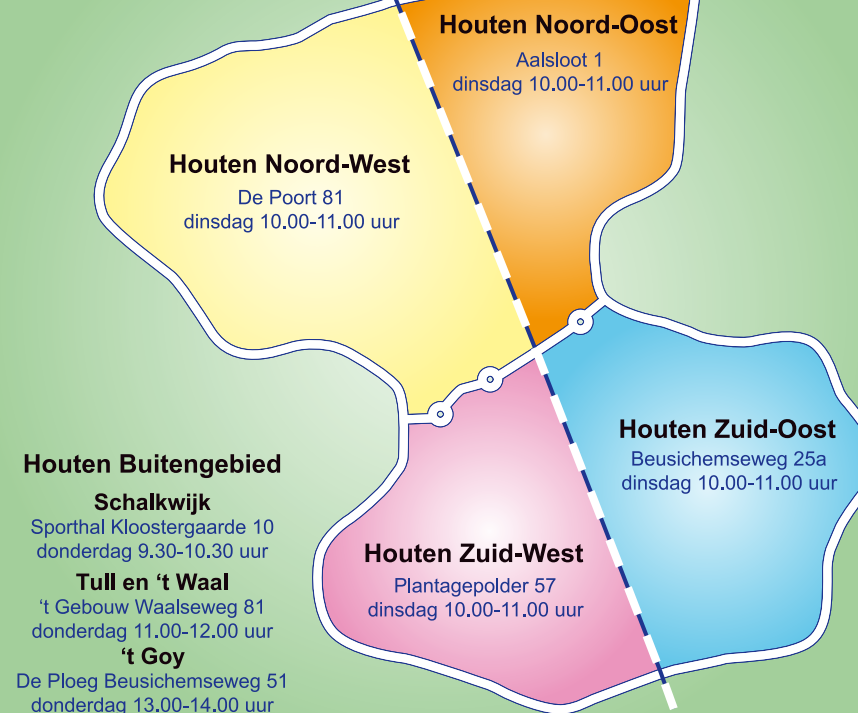 Houten Noord-Oost
Aalsloot 1
dinsdag 10.00-11.00 uur
Houten Noord-West
De Poort 81
dinsdag 10.00-11.00 uur
Houten Zuid-Oost
Beusichemseweg 25a
dinsdag 10.00-11.00 uur
Houten Zuid-West
Plantagepolder 57
dinsdag 10.00-11.00 uur
Houten Buitengebied
Schalkwijk
Sporthal Kloostergaarde 10
donderdag 9.30-10.30 uur
Tull en ‘t Waal
‘t Gebouw Waalseweg 81
donderdag 11.00-12.00 uur
‘t Goy
De Ploeg Beusichemseweg 51
donderdag 13.00-14.00 uur